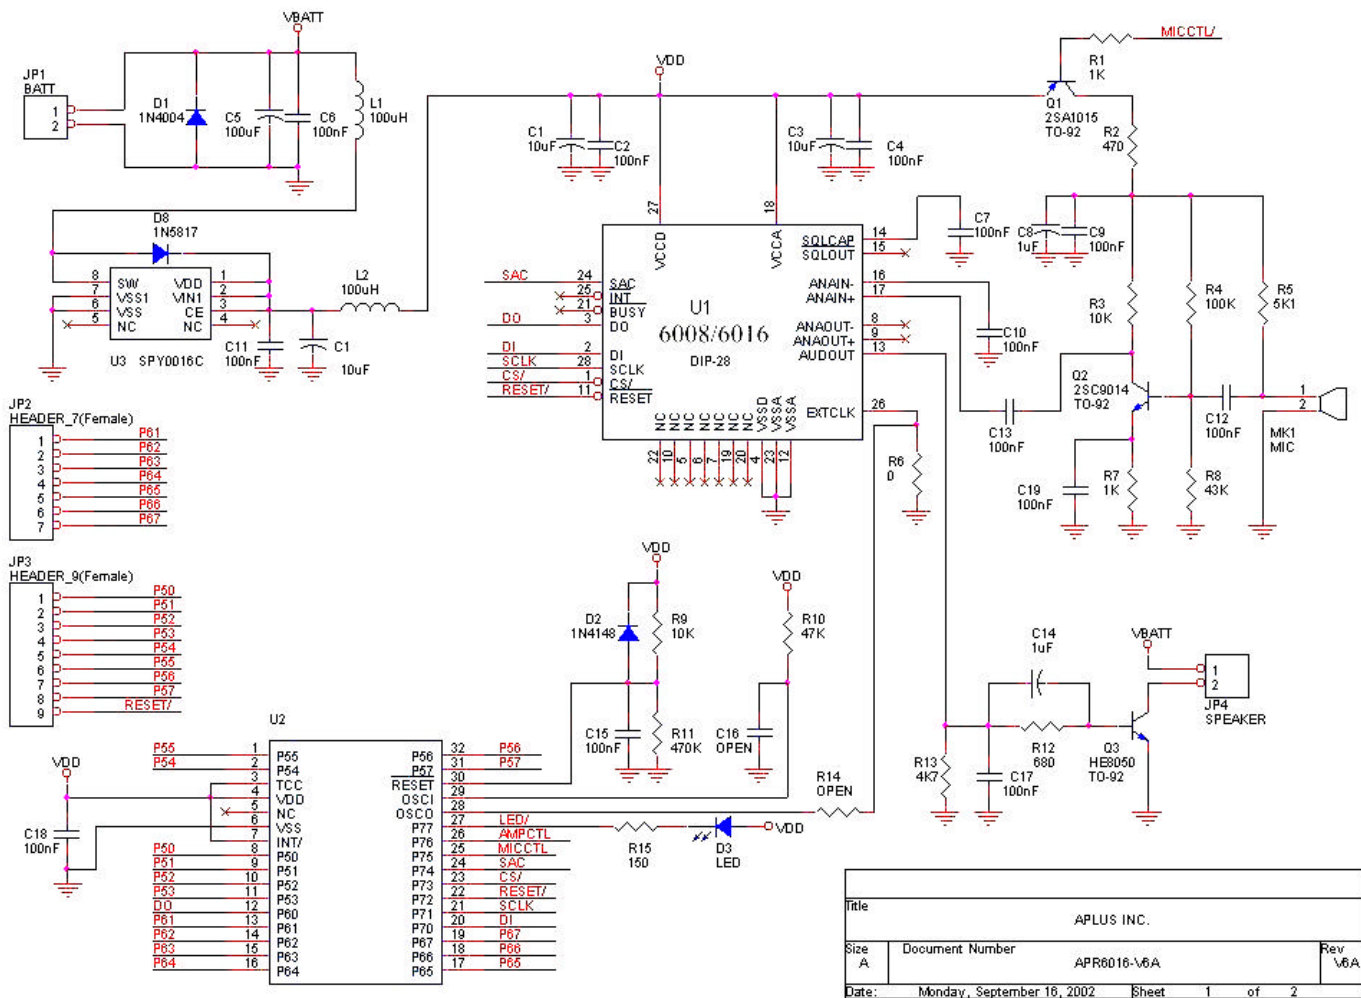 VBATT
JP1
BATT
1
2
D1
1N4004
C5
100uF
C6
100nF
L1
100uH
D8
1N5817
8 SW VDD 1
7 VSS1 VIN1 2
6 VSS CE 3
5 NC NC 4
U3 SPY0016C
C11
100nF
C1
10uF
L2
100uH
VDD
C1
10uF
C2
100nF
C3
10uF
C4
100nF
MICCTL/
R1
1K
Q1
2SA1015
TO-92
R2
470
27
VCCD
18
VCCA
SAC 24 SAC
25 INT
21 BUSY
DO 3 DO
DI 2 DI
SCLK 28 SCLK
CS/ 1 CS/
RESET/ 11 RESET
U1
6008/6016
DIP-28
SQLCAP 14
SQLOUT 15
ANAIN- 16
ANAIN+ 17
ANAOUT- 8
ANAOUT+ 9
AUDOUT 13
EXTCLK 26
NC NC NC NC NC NC NC VSSD VSSA VSSA
22 10 5 6 7 19 20 4 23 12
C7
100nF
C8
1uF
C9
100nF
C10
100nF
R3
10K
R4
100K
R5
5K1
Q2
2SC9014
TO-92
C13
100nF
C12
100nF
1
2
MK1
MIC
C19
100nF
R7
1K
R8
43K
R6
0
JP2
HEADER_7(Female)
1 P61
2 P62
3 P63
4 P64
5 P65
6 P66
7 P67
JP3
HEADER_9(Female)
1 P50
2 P51
3 P52
4 P53
5 P54
6 P55
7 P56
8 P57
9 RESET/
VDD
D2
1N4148
R9
10K
C15
100nF
R11
470K
VDD
R10
47K
C16
OPEN
R14
OPEN
U2
P55 1 P55
P54 2 P54
3 TCC
4 VDD
5 NC
6 VSS
7 INT/
P50 8 P50
P51 9 P51
P52 10 P52
P53 11 P53
DO 12 P60
P61 13 P61
P62 14 P62
P63 15 P63
P64 16 P64
P56 32 P56
P57 31 P57
RESET 30
OSCI 29
OSCO 28
P77 27 LED/
P76 26 AMPCTL
P75 25 MICCTL
P74 24 SAC
P73 23 CS/
P72 22 RESET/
P71 21 SCLK
P70 20 DI
P67 19 P67
P66 18 P66
P65 17 P65
VDD
C18
100nF
R15
150
D3
LED
VDD
R13
4K7
C17
100nF
C14
1uF
R12
680
Q3
HE8050
TO-92
VBATT
1
2
JP4
SPEAKER
Title
APLUS INC.
Size
A
Document Number
APR6016-V6A
Rev
V6A
Date: Monday, September 16, 2002 Sheet 1 of 2